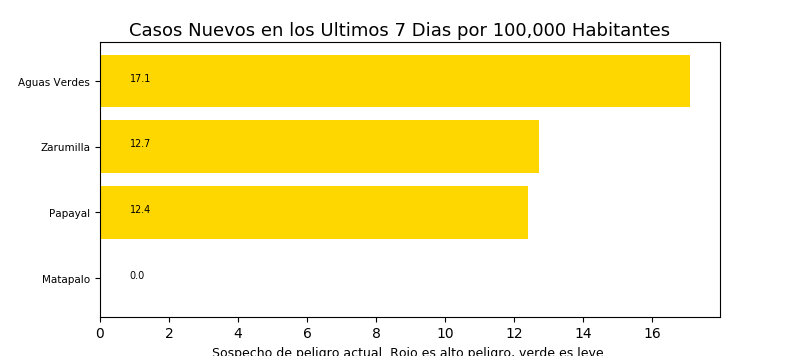 Casos Nuevos en los Ultimos 7 Dias por 100,000 Habitantes
Aguas Verdes 17.1
Zarumilla 12.7
Papayal 12.4
Matapalo 0.0
0 2 4 6 8 10 12 14 16
Sospecho de peligro actual. Rojo es alto peligro, verde es leve